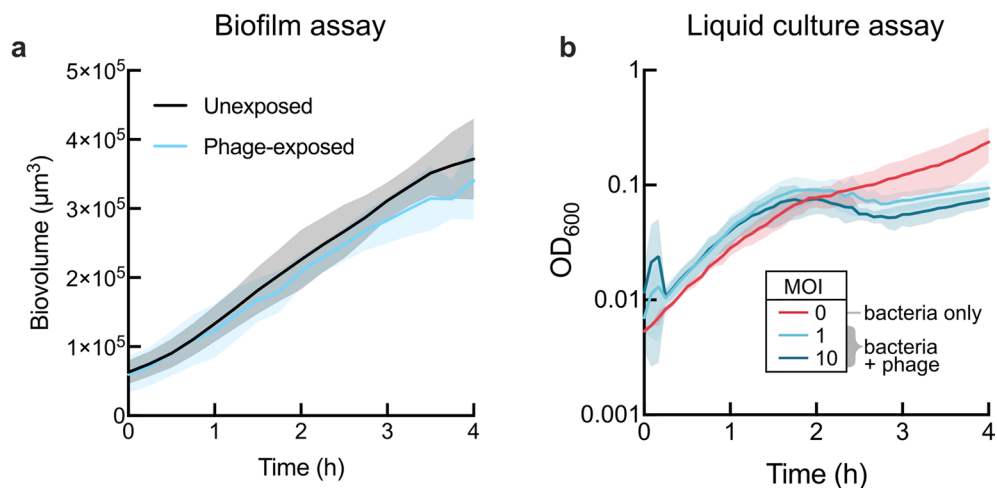 Biofilm assay
a
5×10⁵
4×10⁵
3×10⁵
2×10⁵
1×10⁵
0
Biovolume (µm³)
Unexposed
Phage-exposed
0 1 2 3 4
Time (h)
Liquid culture assay
b
1
0.1
0.01
0.001
OD₆₀₀
MOI
0 bacteria only
1
10
bacteria
+ phage
0 1 2 3 4
Time (h)